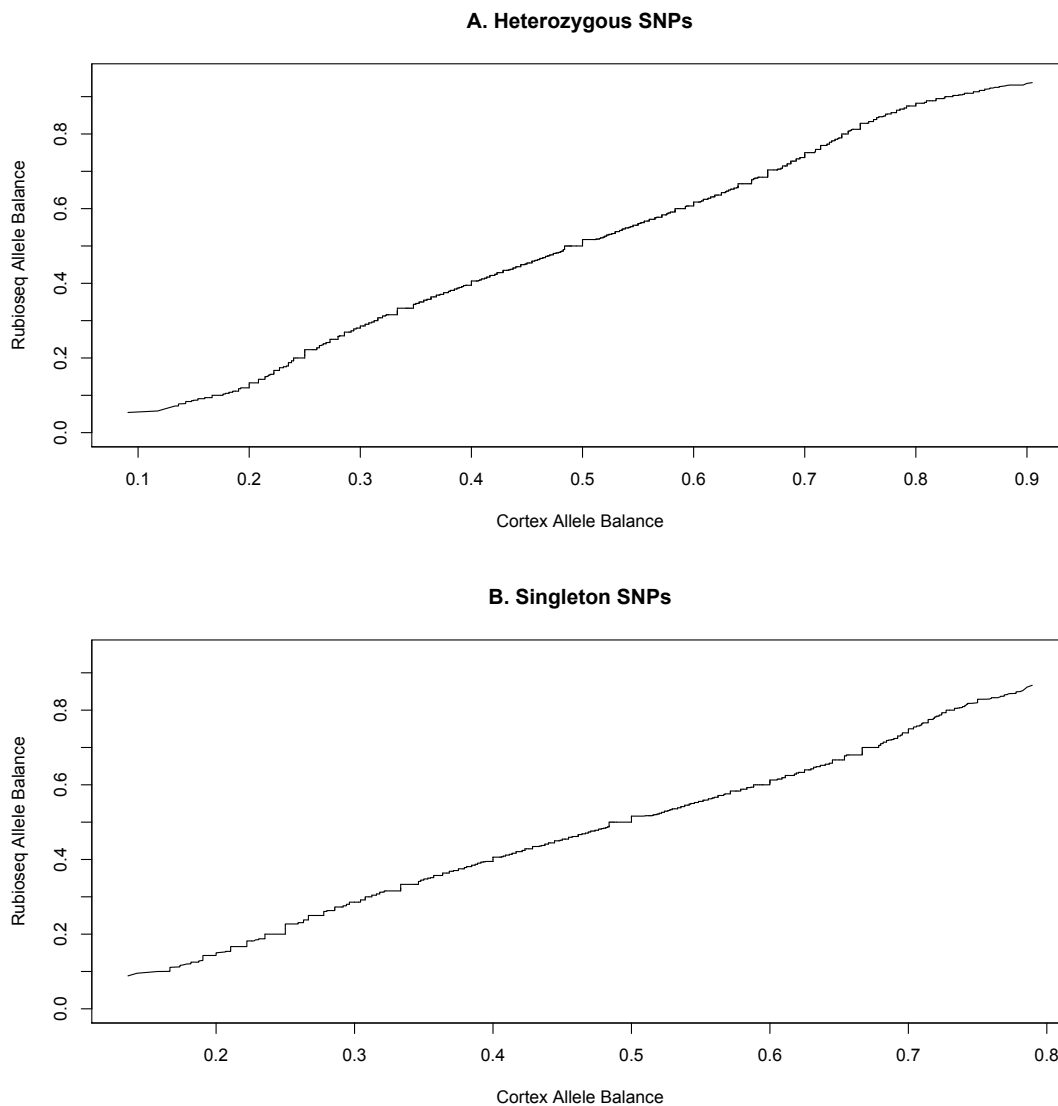 A. Heterozygous SNPs
Rubioseq Allele Balance
0.0 0.2 0.4 0.6 0.8
0.1 0.2 0.3 0.4 0.5 0.6 0.7 0.8 0.9
Cortex Allele Balance
B. Singleton SNPs
Rubioseq Allele Balance
0.0 0.2 0.4 0.6 0.8
0.2 0.3 0.4 0.5 0.6 0.7 0.8
Cortex Allele Balance